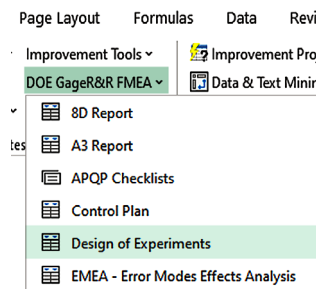 Page Layout Formulas Data Revi
Improvement Tools Improvement Pro
DOE GageR&R FMEA Data & Text Minin
8D Report
tes
A3 Report
APQP Checklists
Control Plan
Design of Experiments
EMEA - Error Modes Effects Analysis